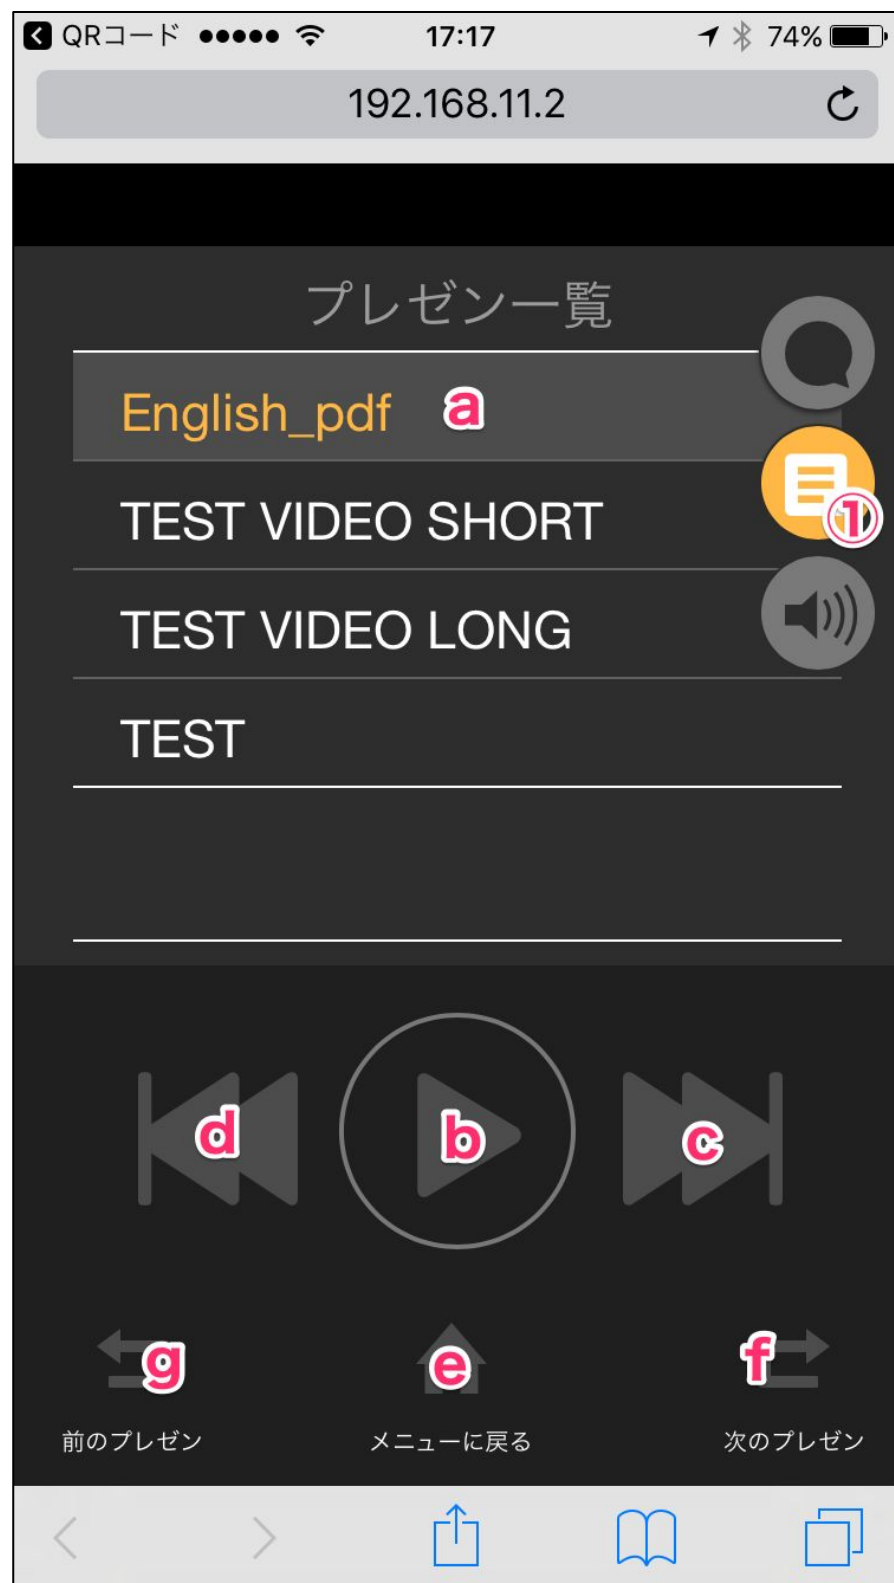 QRコード 17:17 74%
192.168.11.2
プレゼン一覧
English_pdf a
TEST VIDEO SHORT ①
TEST VIDEO LONG
TEST
d b c
g e f
前のプレゼン メニューに戻る 次のプレゼン